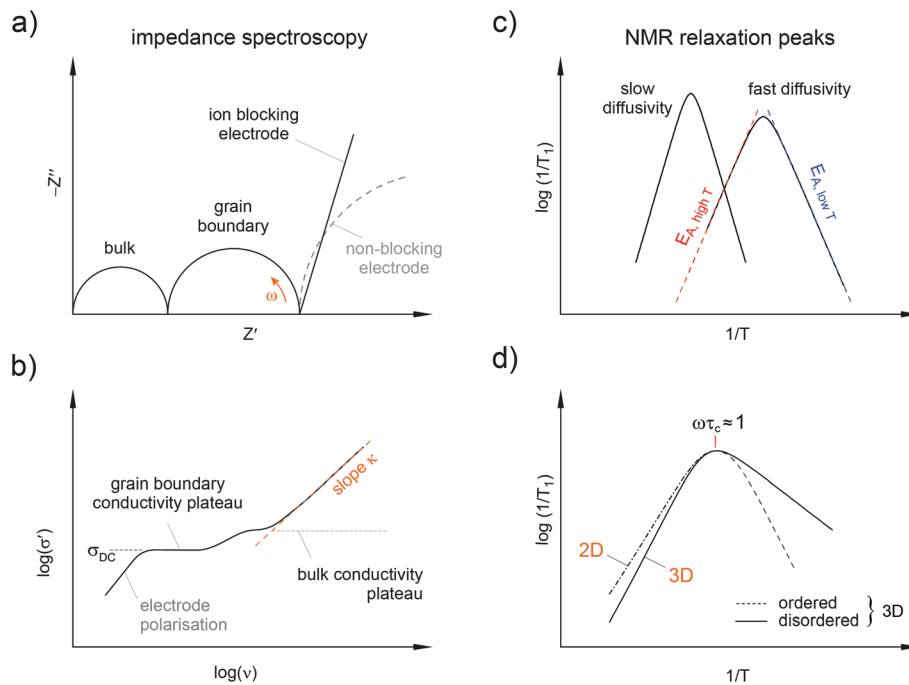 a)
impedance spectroscopy
−Z″
ion blocking
electrode
grain
boundary
bulk
non-blocking
electrode
ω
Z′
b)
log(σ′)
grain boundary
conductivity plateau
slope κ
σDC
bulk conductivity
plateau
electrode
polarisation
log(ν)
c)
NMR relaxation peaks
log (1/T1)
slow
diffusivity
fast diffusivity
EA, high T
EA, low T
1/T
d)
log (1/T1)
ωτc ≈ 1
2D
3D
ordered
disordered
} 3D
1/T